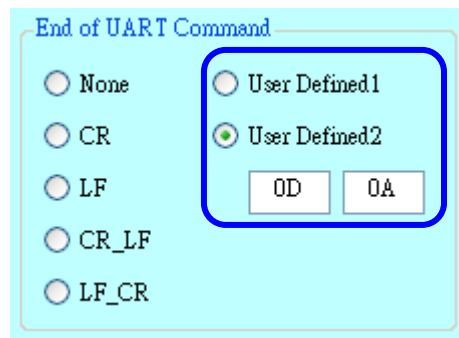 End of UART Command
None
User Defined1
CR
User Defined2
LF
0D
0A
CR_LF
LF_CR